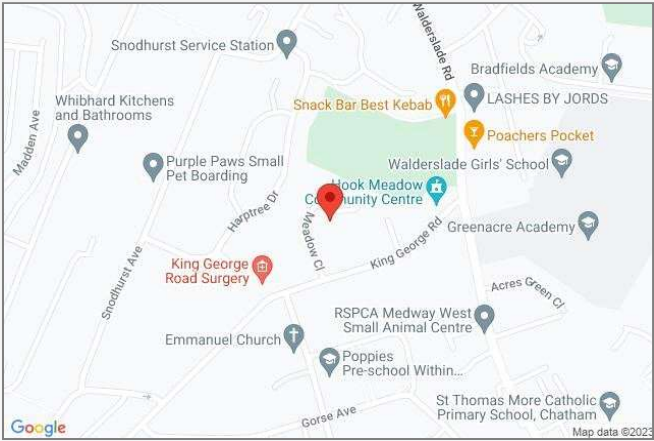 Snodhurst Service Station
Walderslade Rd
Bradfields Academy
Madden Ave
Whibhard Kitchens
and Bathrooms
Snack Bar Best Kebab
LASHES BY JORDS
Poachers Pocket
Purple Paws Small
Pet Boarding
Walderslade Girls' School
Hook Meadow
Community Centre
Harptree Dr
Meadow Cl
Greenacre Academy
Snodhurst Ave
King George Rd
King George
Road Surgery
Acres Green Cl
RSPCA Medway West
Small Animal Centre
Emmanuel Church
Poppies
Pre-school Within...
St Thomas More Catholic
Primary School, Chatham
Gorse Ave
Google
Map data ©2023